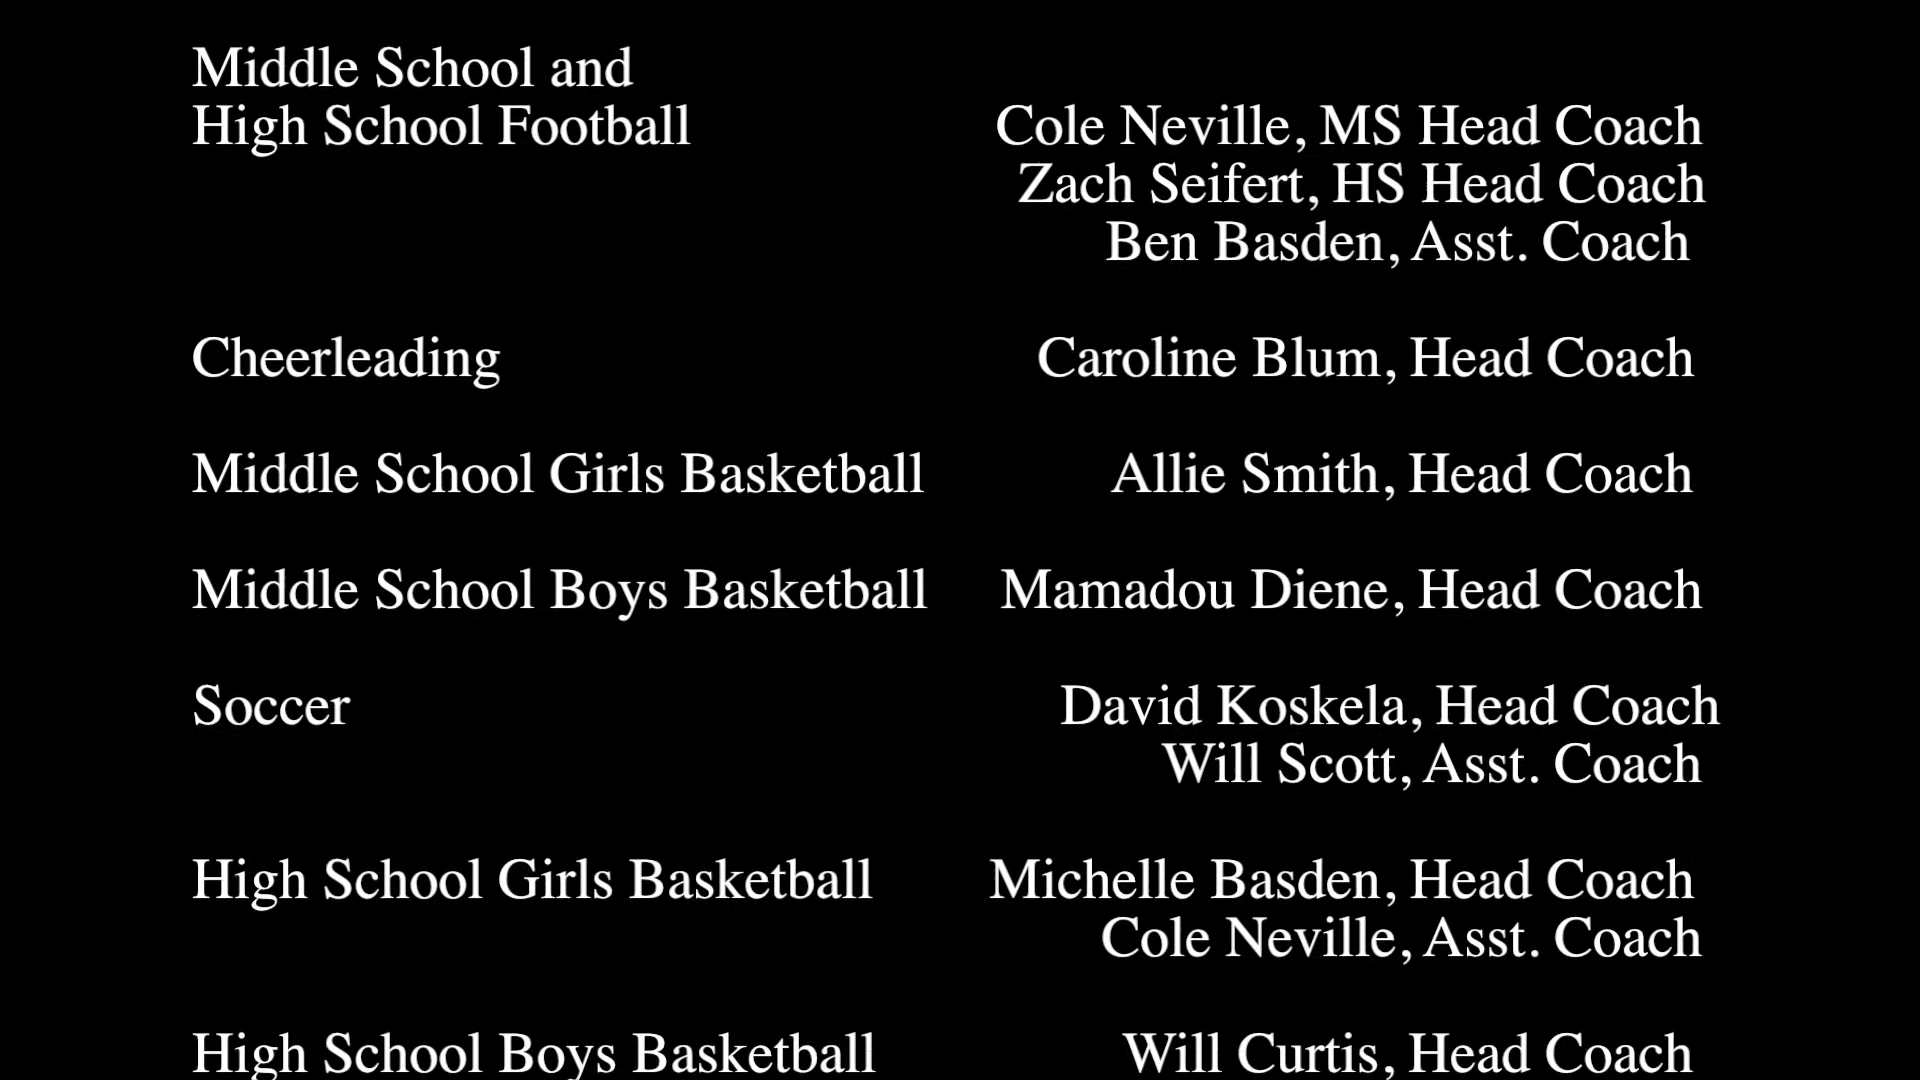 Middle School and
High School Football Cole Neville, MS Head Coach
Zach Seifert, HS Head Coach
Ben Basden, Asst. Coach
Cheerleading Caroline Blum, Head Coach
Middle School Girls Basketball Allie Smith, Head Coach
Middle School Boys Basketball Mamadou Diene, Head Coach
Soccer David Koskela, Head Coach
Will Scott, Asst. Coach
High School Girls Basketball Michelle Basden, Head Coach
Cole Neville, Asst. Coach
High School Boys Basketball Will Curtis, Head Coach